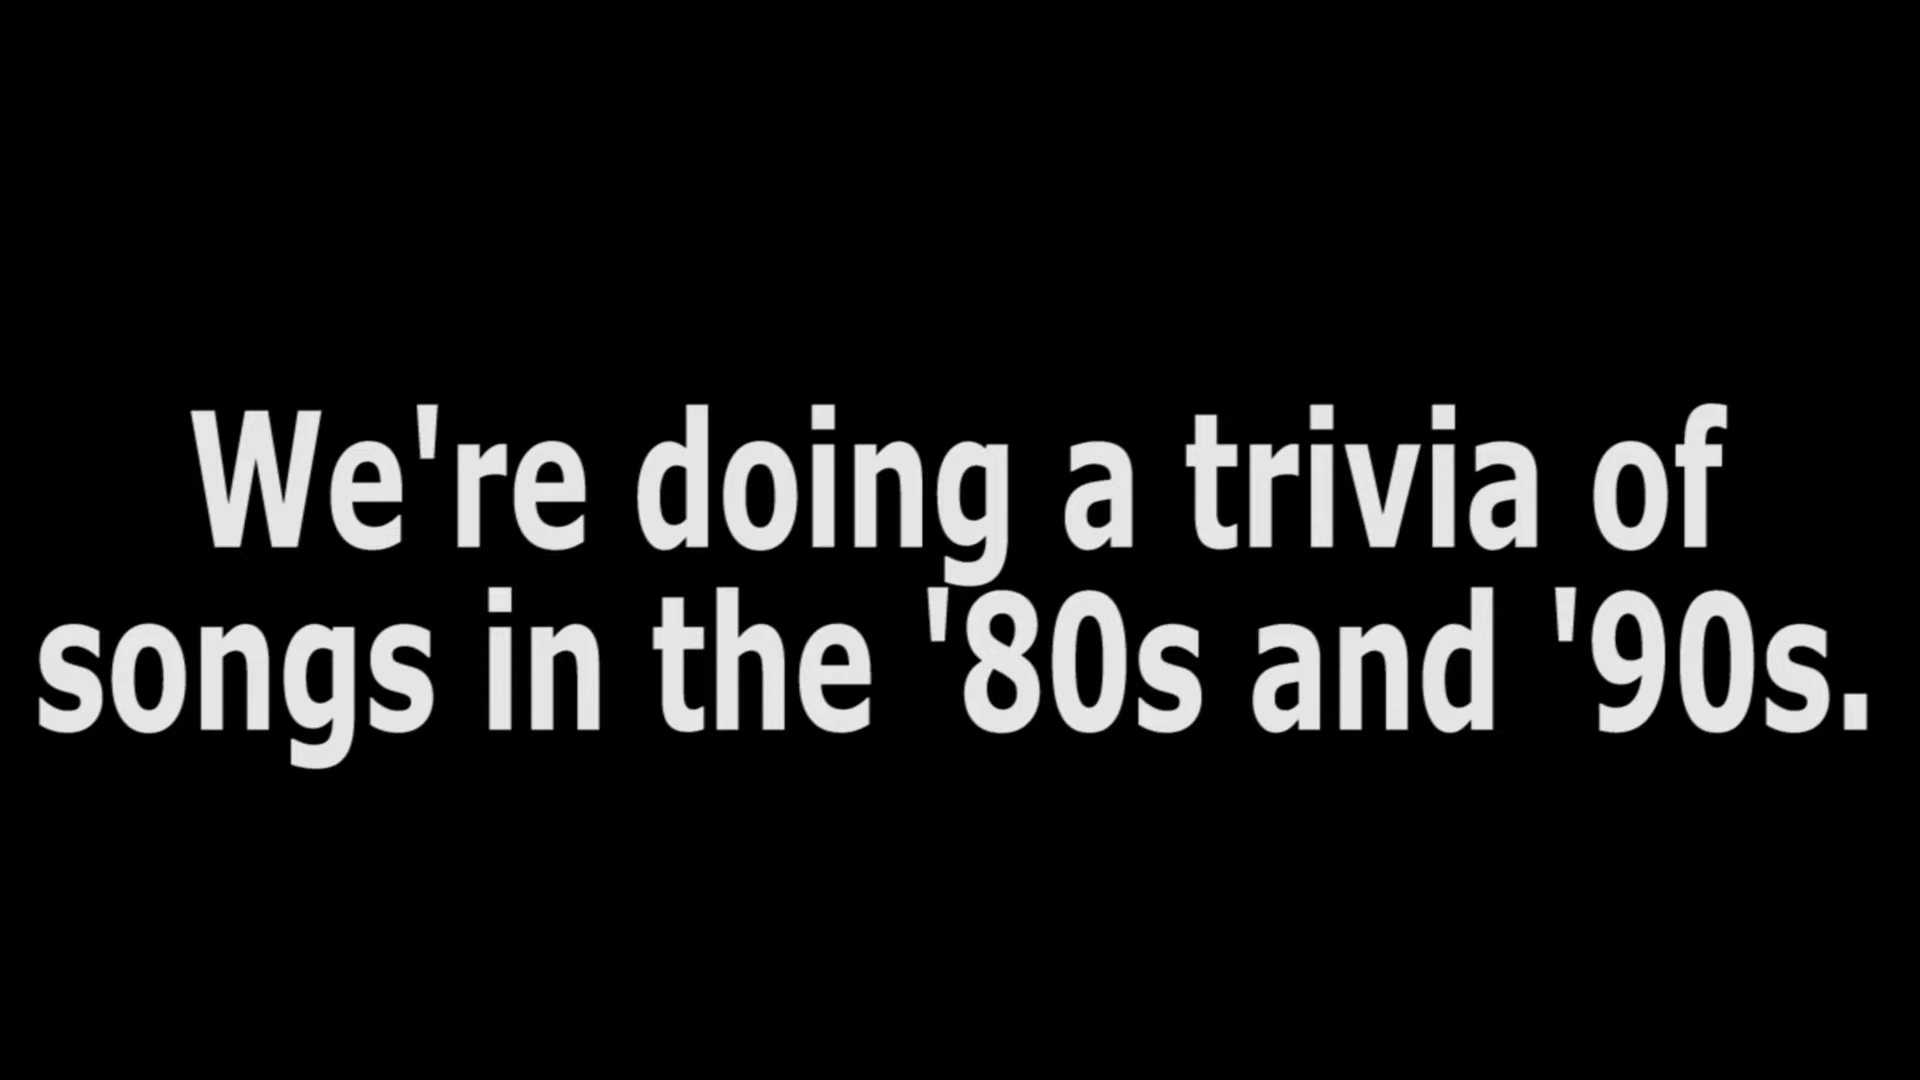 We're doing a trivia of
songs in the '80s and '90s.